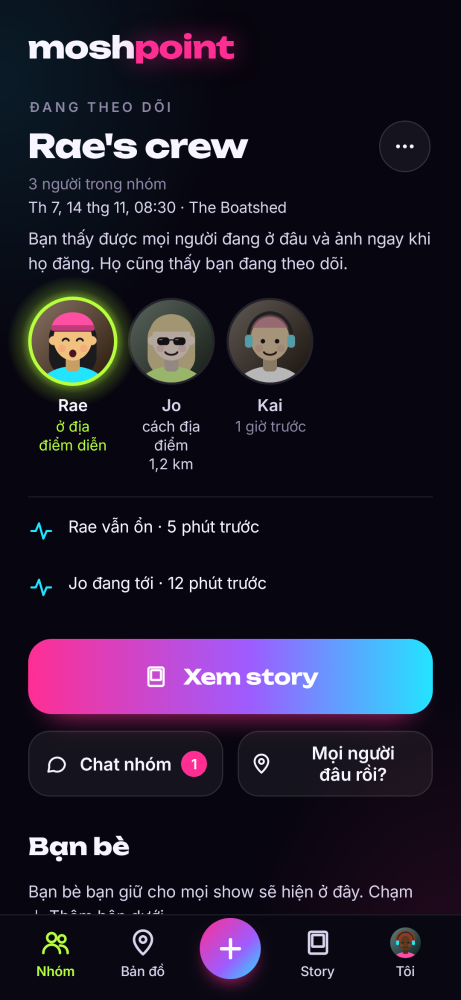 moshpoint
ĐANG THEO DÕI
Rae's crew
3 người trong nhóm
Th 7, 14 thg 11, 08:30 · The Boatshed
Bạn thấy được mọi người đang ở đâu và ảnh ngay khi
họ đăng. Họ cũng thấy bạn đang theo dõi.
Rae
ở địa
điểm diễn
Jo
cách địa
điểm
1,2 km
Kai
1 giờ trước
Rae vẫn ổn · 5 phút trước
Jo đang tới · 12 phút trước
Xem story
Chat nhóm 1
Mọi người
đâu rồi?
Bạn bè
Bạn bè bạn giữ cho mọi show sẽ hiện ở đây. Chạm
Nhóm
Bản đồ
Story
Tôi